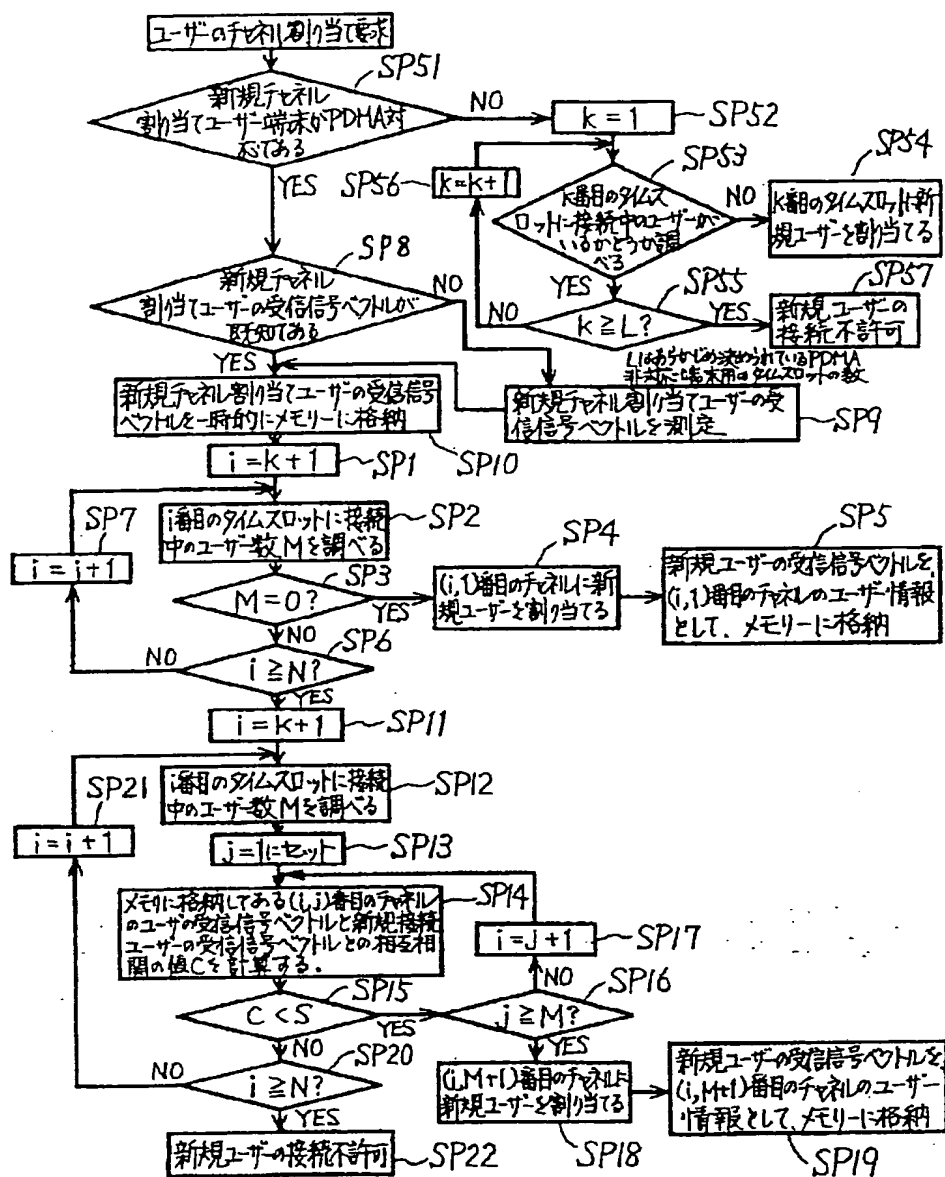 ユーザーのチャネル割り当て要求
SP51
新規チャネル
割り当てユーザー端末がPDMA対
応である
NO
YES
k=1
SP52
SP56
k=k+1
SP53
k番目のタイムス
ロットに接続中のユーザーが
いるかどうか調
べる
NO
YES
SP54
k番目のタイムスロットに新
規ユーザーを割り当てる
SP55
k≧L?
NO
YES
SP57
新規ユーザーの
接続不許可
Lはあらかじめ決められているPDMA
非対応端末用のタイムスロットの数
SP8
新規チャネル
割り当てユーザーの受信信号ベクトルが
既知である
NO
YES
新規チャネル割り当てユーザーの受
信信号ベクトルを測定
SP9
新規チャネル割り当てユーザーの受信信号
ベクトルを一時的にメモリーに格納
SP10
i=k+1
SP1
SP7
i=i+1
i番目のタイムスロットに接続
中のユーザー数Mを調べる
SP2
SP3
M=0?
YES
NO
SP4
(i,1)番目のチャネルに新
規ユーザーを割り当てる
SP5
新規ユーザーの受信信号ベクトルを、
(i,1)番目のチャネルのユーザー情報
として、メモリーに格納
SP6
i≧N?
NO
YES
i=k+1
SP11
SP21
i=i+1
i番目のタイムスロットに接続
中のユーザー数Mを調べる
SP12
j=1にセット
SP13
SP14
メモリに格納してある(i,j)番目のチャネル
のユーザの受信信号ベクトルと新規接続
ユーザーの受信信号ベクトルとの相互相
関の値Cを計算する.
i=j+1
SP17
SP15
C<S
YES
NO
NO
SP16
j≧M?
YES
SP20
i≧N?
NO
YES
(i,M+1)番目のチャネルに
新規ユーザーを割り当てる
SP18
新規ユーザーの受信信号ベクトルを、
(i,M+1)番目のチャネルのユーザー
情報として、メモリーに格納
SP19
新規ユーザーの接続不許可
SP22